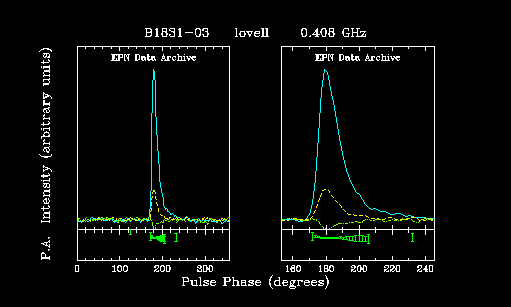 B1831-03 lovell 0.408 GHz
EPN Data Archive EPN Data Archive
P.A. Intensity (arbitrary units)
0 100 200 300 160 180 200 220 240
Pulse Phase (degrees)